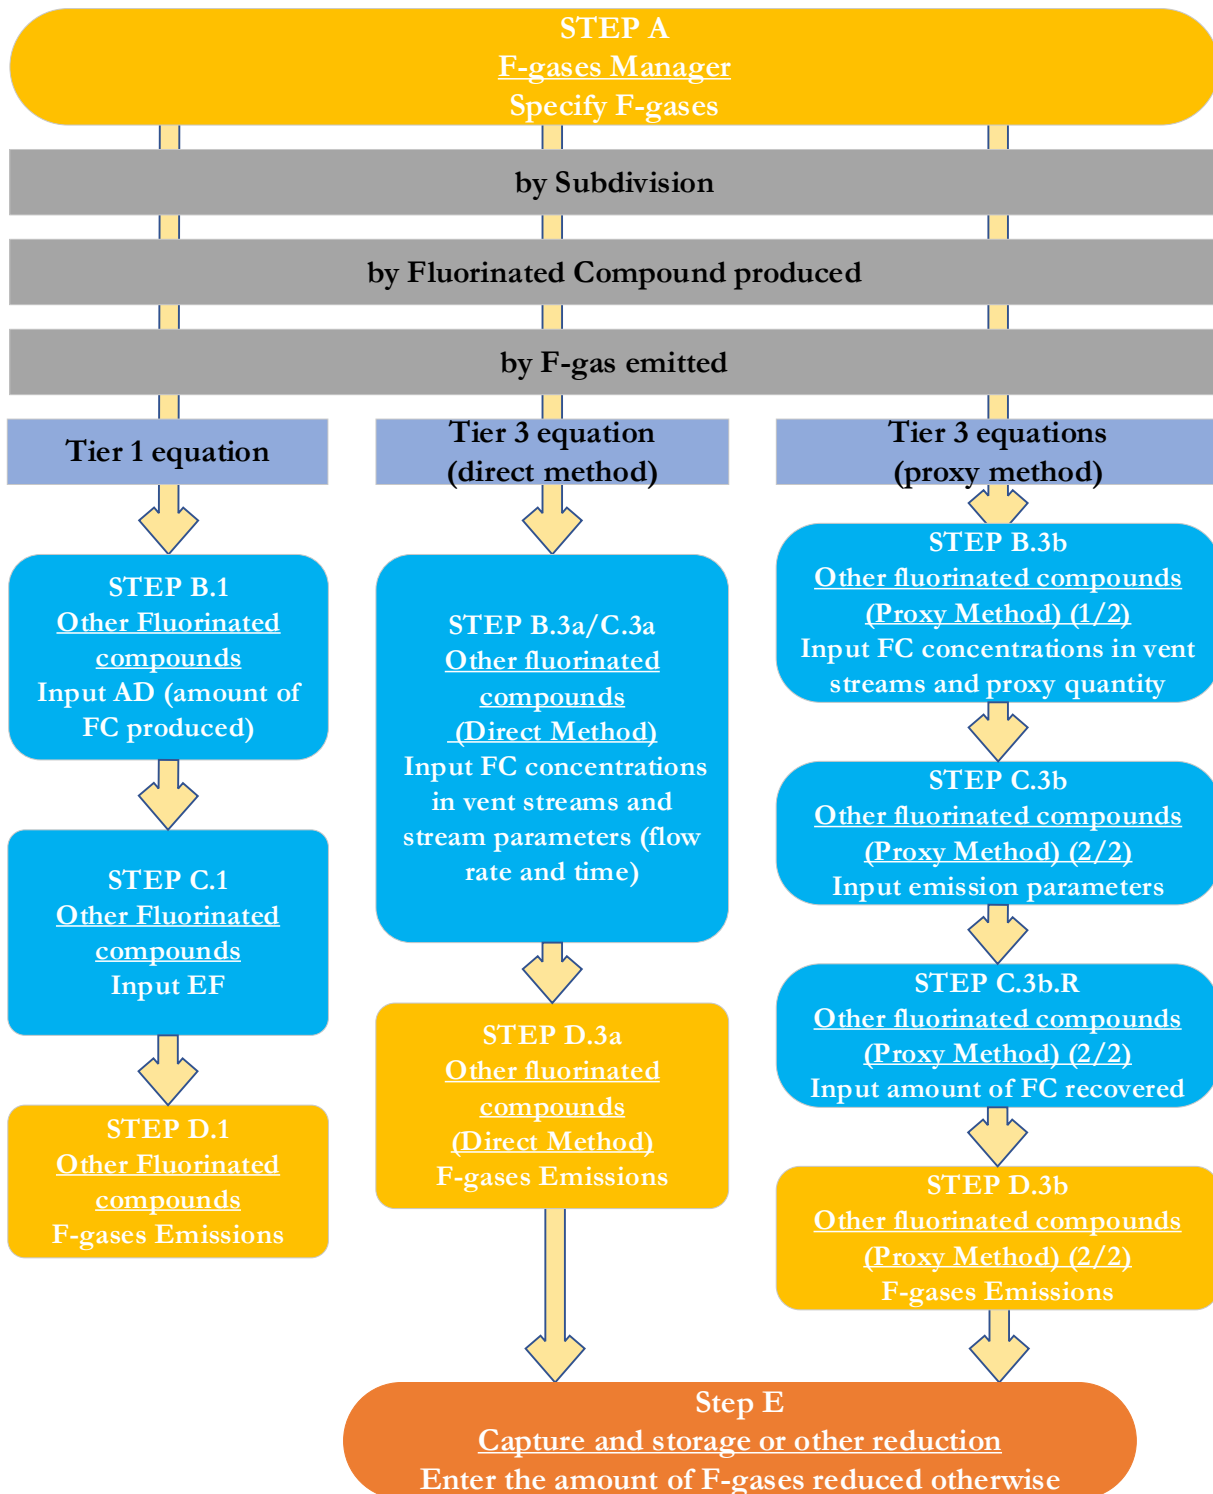 STEP A
F-gases Manager
Specify F-gases
by Subdivision
by Fluorinated Compound produced
by F-gas emitted
Tier 1 equation
STEP B.1
Other Fluorinated
compounds
Input AD (amount of
FC produced)
STEP C.1
Other Fluorinated
compounds
Input EF
STEP D.1
Other Fluorinated
compounds
F-gases Emissions
Tier 3 equation
(direct method)
STEP B.3a/C.3a
Other fluorinated
compounds
(Direct Method)
Input FC concentrations
in vent streams and
stream parameters (flow
rate and time)
STEP D.3a
Other fluorinated
compounds
(Direct Method)
F-gases Emissions
Tier 3 equations
(proxy method)
STEP B.3b
Other fluorinated compounds
(Proxy Method) (1/2)
Input FC concentrations in vent
streams and proxy quantity
STEP C.3b
Other fluorinated compounds
(Proxy Method) (2/2)
Input emission parameters
STEP C.3b.R
Other fluorinated compounds
(Proxy Method) (2/2)
Input amount of FC recovered
STEP D.3b
Other fluorinated compounds
(Proxy Method) (2/2)
F-gases Emissions
Step E
Capture and storage or other reduction
Enter the amount of F-gases reduced otherwise